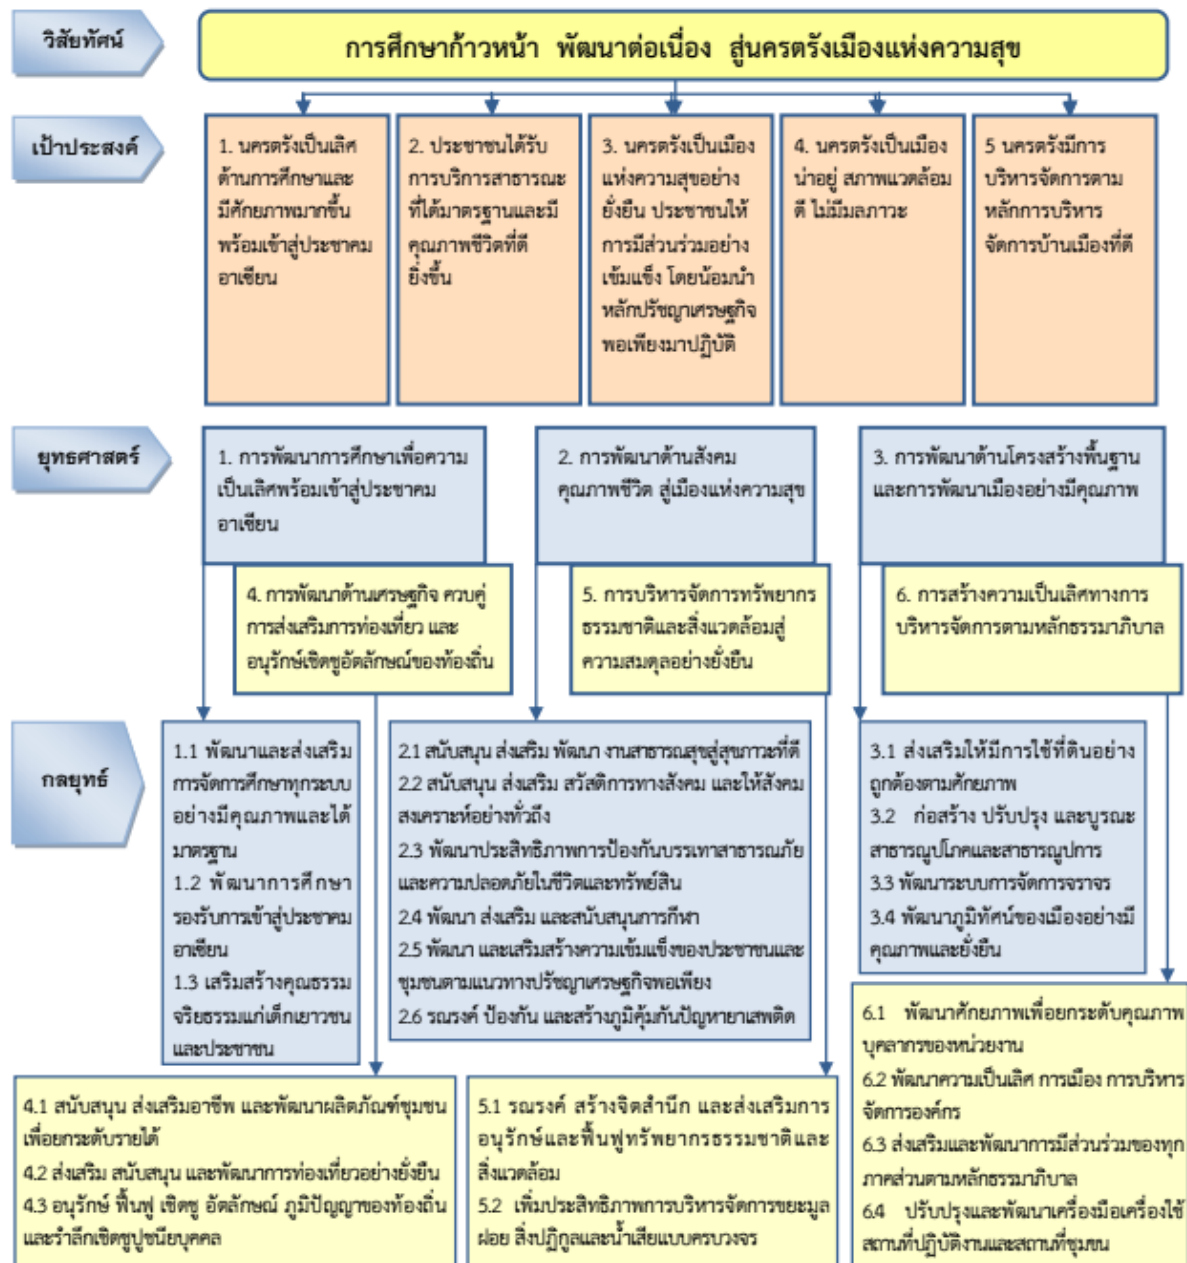 วิสัยทัศน์
การศึกษาก้าวหน้า พัฒนาต่อเนื่อง สู่นครตรังเมืองแห่งความสุข
เป้าประสงค์
1. นครตรังเป็นเลิศ
ด้านการศึกษาและ
มีศักยภาพมากขึ้น
พร้อมเข้าสู่ประชาคม
อาเซียน
2. ประชาชนได้รับ
การบริการสาธารณะ
ที่ได้มาตรฐานและมี
คุณภาพชีวิตที่ดี
ยิ่งขึ้น
3. นครตรังเป็นเมือง
แห่งความสุขอย่าง
ยั่งยืน ประชาชนให้
การมีส่วนร่วมอย่าง
เข้มแข็ง โดยน้อมนำ
หลักปรัชญาเศรษฐกิจ
พอเพียงมาปฏิบัติ
4. นครตรังเป็นเมือง
น่าอยู่ สภาพแวดล้อม
ดี ไม่มีมลภาวะ
5 นครตรังมีการ
บริหารจัดการตาม
หลักการบริหาร
จัดการบ้านเมืองที่ดี
ยุทธศาสตร์
1. การพัฒนาการศึกษาเพื่อความ
เป็นเลิศพร้อมเข้าสู่ประชาคม
อาเซียน
2. การพัฒนาด้านสังคม
คุณภาพชีวิต สู่เมืองแห่งความสุข
3. การพัฒนาด้านโครงสร้างพื้นฐาน
และการพัฒนาเมืองอย่างมีคุณภาพ
4. การพัฒนาด้านเศรษฐกิจ ควบคู่
การส่งเสริมการท่องเที่ยว และ
อนุรักษ์เชิดชูอัตลักษณ์ของท้องถิ่น
5. การบริหารจัดการทรัพยากร
ธรรมชาติและสิ่งแวดล้อมสู่
ความสมดุลอย่างยั่งยืน
6. การสร้างความเป็นเลิศทางการ
บริหารจัดการตามหลักธรรมาภิบาล
กลยุทธ์
1.1 พัฒนาและส่งเสริม
การจัดการศึกษาทุกระบบ
อย่างมีคุณภาพและได้
มาตรฐาน
1.2 พัฒนาการศึกษา
รองรับการเข้าสู่ประชาคม
อาเซียน
1.3 เสริมสร้างคุณธรรม
จริยธรรมแก่เด็กเยาวชน
และประชาชน
2.1 สนับสนุน ส่งเสริม พัฒนา งานสาธารณสุขสู่สุขภาวะที่ดี
2.2 สนับสนุน ส่งเสริม สวัสดิการทางสังคม และให้สังคม
สงเคราะห์อย่างทั่วถึง
2.3 พัฒนาประสิทธิภาพการป้องกันบรรเทาสาธารณภัย
และความปลอดภัยในชีวิตและทรัพย์สิน
2.4 พัฒนา ส่งเสริม และสนับสนุนการกีฬา
2.5 พัฒนา และเสริมสร้างความเข้มแข็งของประชาชนและ
ชุมชนตามแนวทางปรัชญาเศรษฐกิจพอเพียง
2.6 รณรงค์ ป้องกัน และสร้างภูมิคุ้มกันปัญหายาเสพติด
3.1 ส่งเสริมให้มีการใช้ที่ดินอย่าง
ถูกต้องตามศักยภาพ
3.2 ก่อสร้าง ปรับปรุง และบูรณะ
สาธารณูปโภคและสาธารณูปการ
3.3 พัฒนาระบบการจัดการจราจร
3.4 พัฒนาภูมิทัศน์ของเมืองอย่างมี
คุณภาพและยั่งยืน
4.1 สนับสนุน ส่งเสริมอาชีพ และพัฒนาผลิตภัณฑ์ชุมชน
เพื่อยกระดับรายได้
4.2 ส่งเสริม สนับสนุน และพัฒนาการท่องเที่ยวอย่างยั่งยืน
4.3 อนุรักษ์ ฟื้นฟู เชิดชู อัตลักษณ์ ภูมิปัญญาของท้องถิ่น
และรำลึกเชิดชูปูชนียบุคคล
5.1 รณรงค์ สร้างจิตสำนึก และส่งเสริมการ
อนุรักษ์และฟื้นฟูทรัพยากรธรรมชาติและ
สิ่งแวดล้อม
5.2 เพิ่มประสิทธิภาพการบริหารจัดการขยะมูล
ฝอย สิ่งปฏิกูลและน้ำเสียแบบครบวงจร
6.1 พัฒนาศักยภาพเพื่อยกระดับคุณภาพ
บุคลากรของหน่วยงาน
6.2 พัฒนาความเป็นเลิศ การเมือง การบริหาร
จัดการองค์กร
6.3 ส่งเสริมและพัฒนาการมีส่วนร่วมของทุก
ภาคส่วนตามหลักธรรมาภิบาล
6.4 ปรับปรุงและพัฒนาเครื่องมือเครื่องใช้
สถานที่ปฏิบัติงานและสถานที่ชุมชน